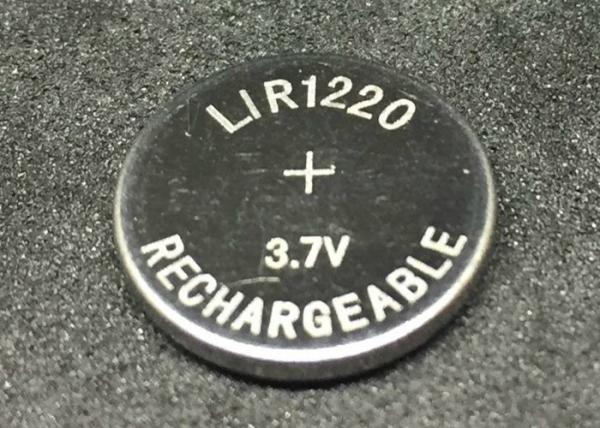 LIR1220
+
3.7V
RECHARGEABLE